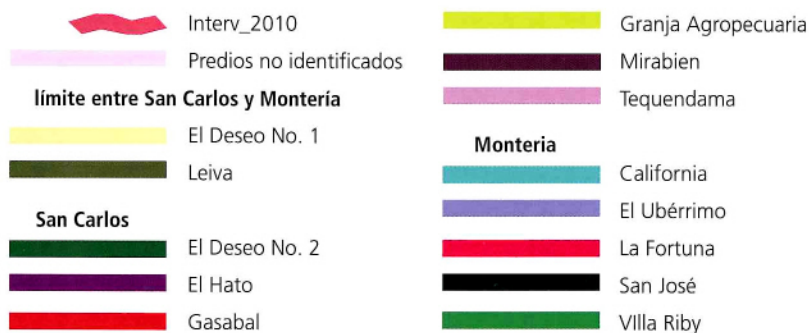 Interv_2010
Predios no identificados
límite entre San Carlos y Montería
El Deseo No. 1
Leiva
San Carlos
El Deseo No. 2
El Hato
Gasabal
Granja Agropecuaria
Mirabien
Tequendama
Monteria
California
El Ubérrimo
La Fortuna
San José
VIlla Riby